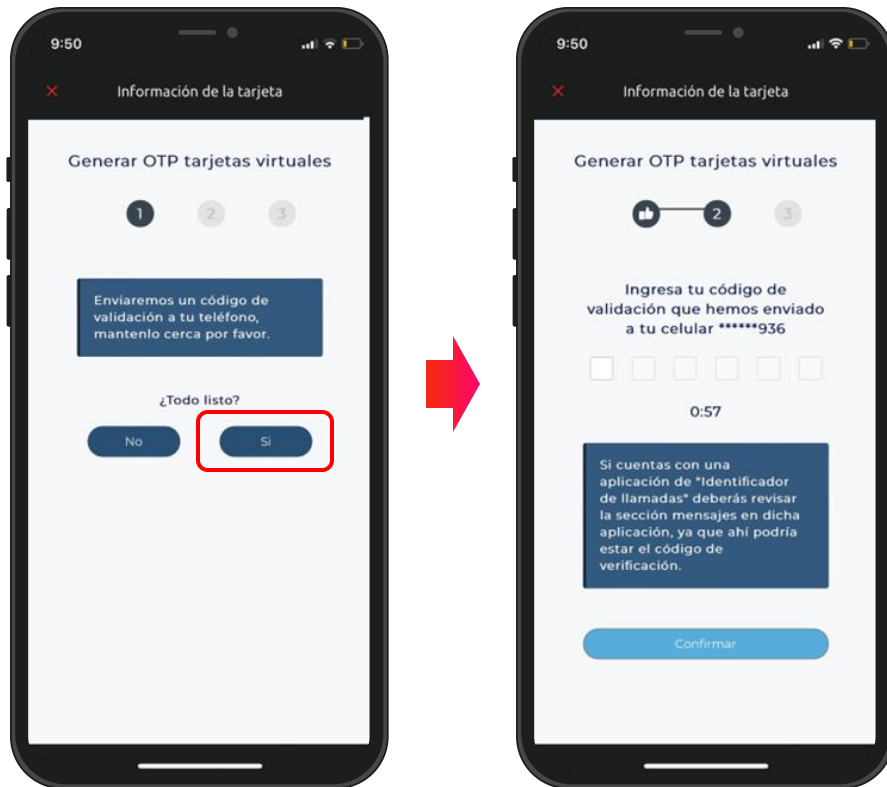 9:50
Información de la tarjeta
Generar OTP tarjetas virtuales
1 2 3
Enviaremos un código de
validación a tu teléfono,
mantenlo cerca por favor.
¿Todo listo?
No Si
9:50
Información de la tarjeta
Generar OTP tarjetas virtuales
2 3
Ingresa tu código de
validación que hemos enviado
a tu celular ******936
0:57
Si cuentas con una
aplicación de "Identificador
de llamadas" deberás revisar
la sección mensajes en dicha
aplicación, ya que ahí podría
estar el código de
verificación.
Confirmar